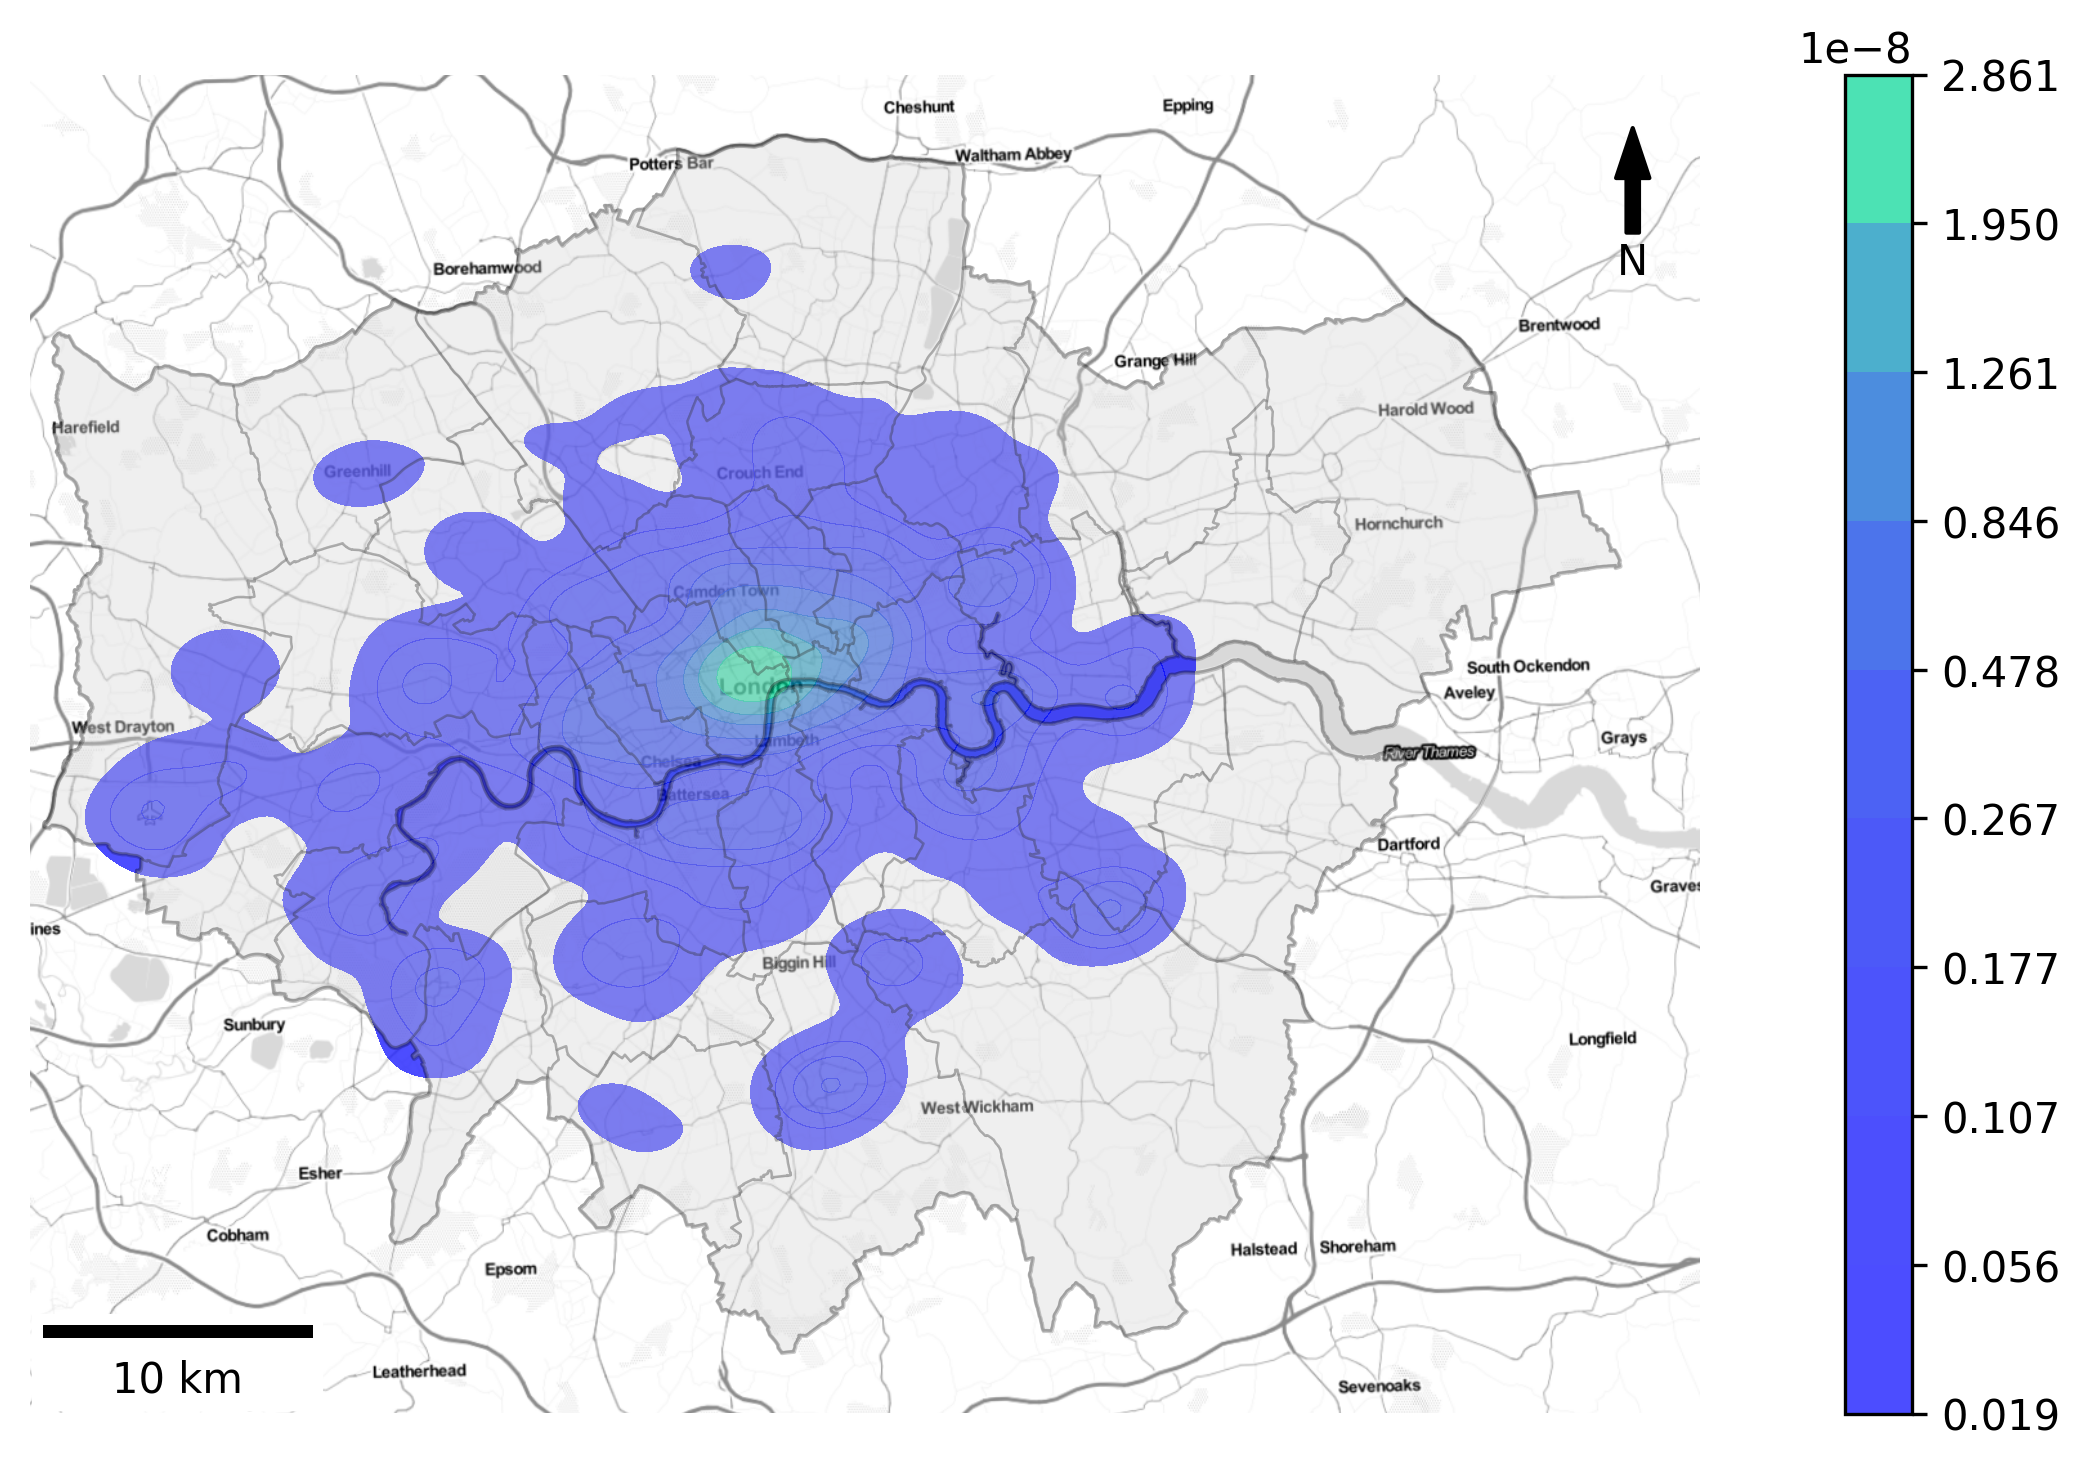 1e−8
2.861
Cheshunt
Epping
Potters Bar
Waltham Abbey
1.950
N
Borehamwood
Brentwood
Grange Hill
1.261
Harefield
Harold Wood
Greenhill
Crouch End
Hornchurch
0.846
Camden Town
South Ockendon
0.478
London
Aveley
West Drayton
Lambeth
Grays
River Thames
Chelsea
Battersea
0.267
Dartford
Graves
ines
Biggin Hill
0.177
Sunbury
Longfield
West Wickham
0.107
Esher
Cobham
Halstead
Shoreham
Epsom
0.056
10 km
Leatherhead
Sevenoaks
0.019